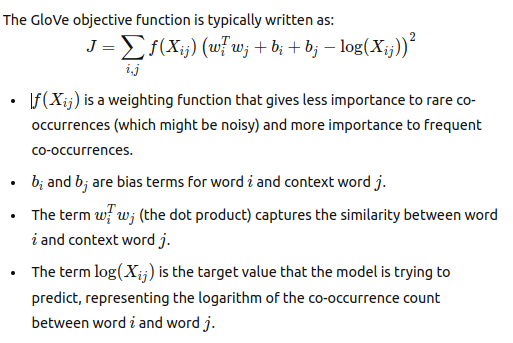 The GloVe objective function is typically written as:
J = ∑_{i,j} f(X_{ij}) (w_i^T w_j + b_i + b_j − log(X_{ij}))^2
• f(X_{ij}) is a weighting function that gives less importance to rare co-
occurrences (which might be noisy) and more importance to frequent
co-occurrences.
• b_i and b_j are bias terms for word i and context word j.
• The term w_i^T w_j (the dot product) captures the similarity between word
i and context word j.
• The term log(X_{ij}) is the target value that the model is trying to
predict, representing the logarithm of the co-occurrence count
between word i and word j.